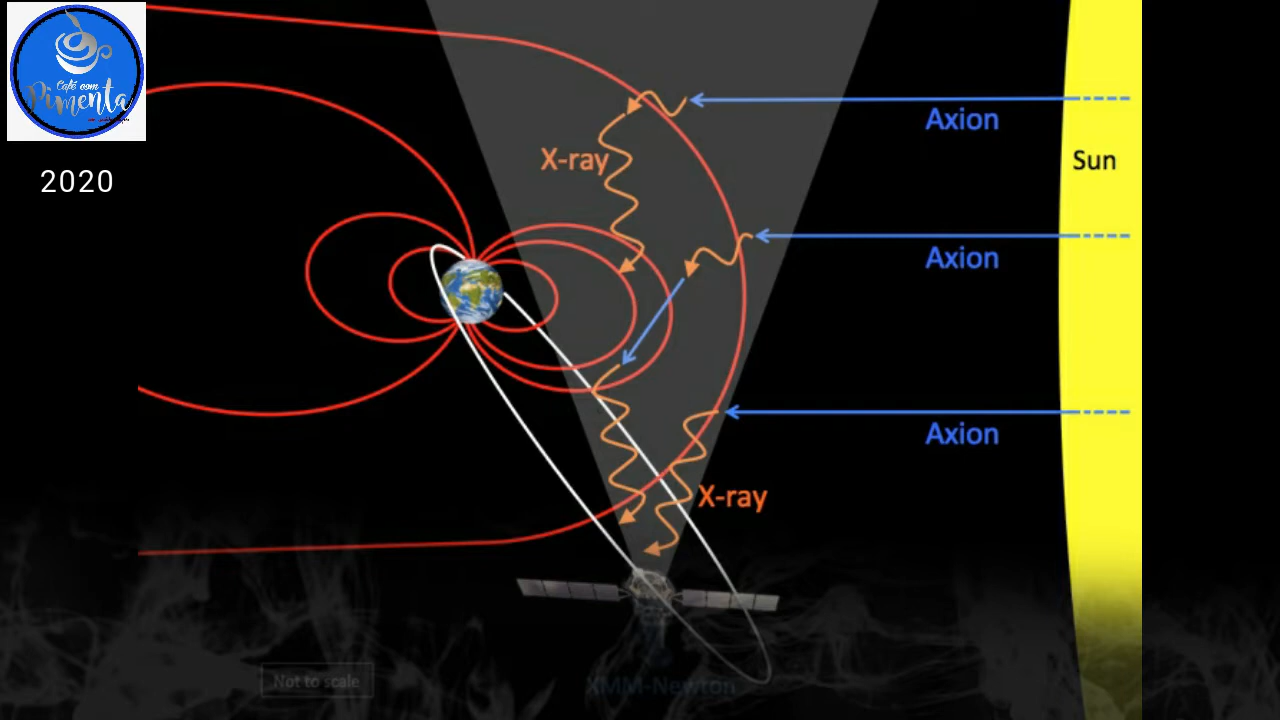 Café com
Pimenta
2020
Axion
X-ray
Sun
Axion
Axion
X-ray
Not to scale
XMM-Newton